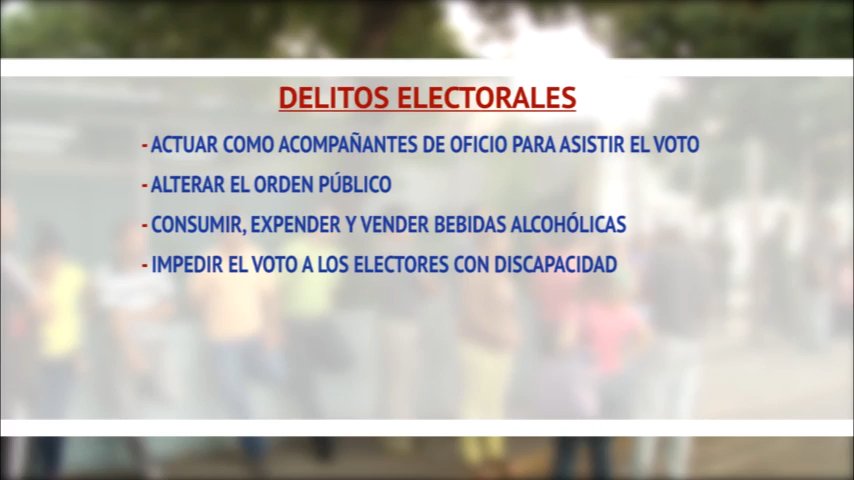 DELITOS ELECTORALES
- ACTUAR COMO ACOMPAÑANTES DE OFICIO PARA ASISTIR EL VOTO
- ALTERAR EL ORDEN PÚBLICO
- CONSUMIR, EXPENDER Y VENDER BEBIDAS ALCOHÓLICAS
- IMPEDIR EL VOTO A LOS ELECTORES CON DISCAPACIDAD